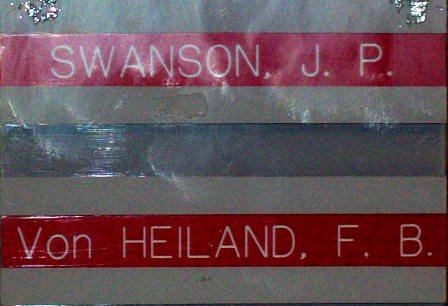 SWANSON, J. P.
Von HEILAND, F. B.